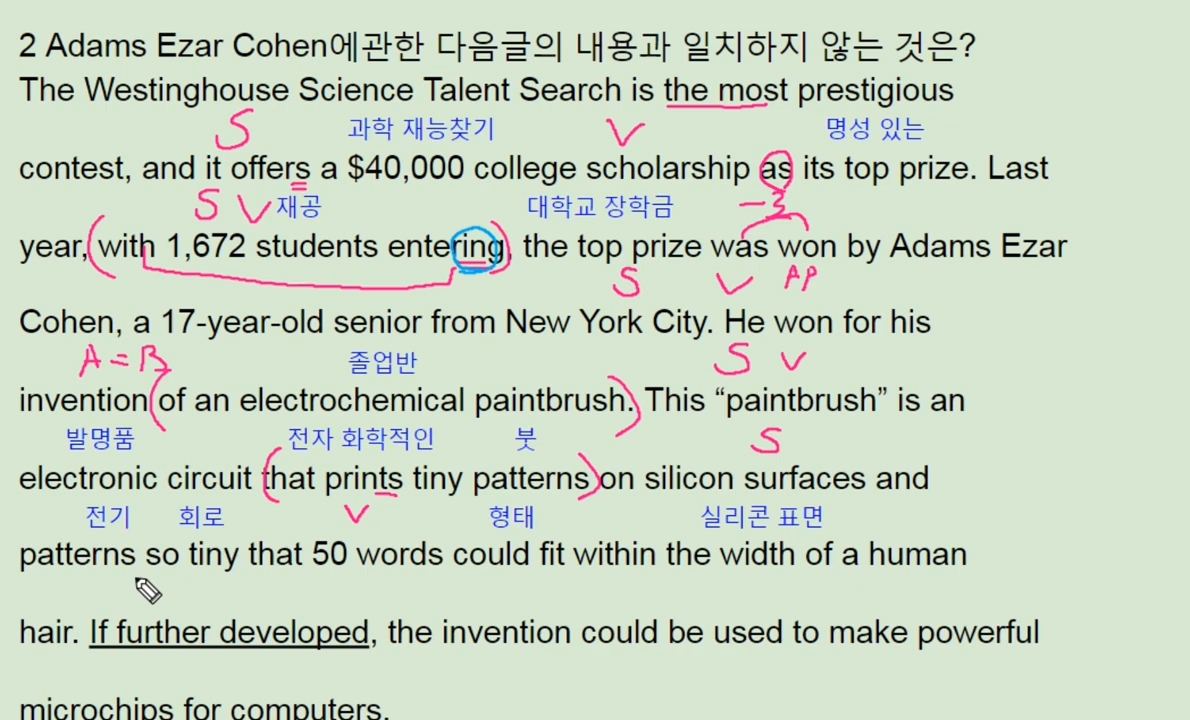 2 Adams Ezar Cohen에관한 다음글의 내용과 일치하지 않는 것은?
The Westinghouse Science Talent Search is the most prestigious
S 과학 재능찾기 V 명성 있는
contest, and it offers a $40,000 college scholarship as its top prize. Last
S V 재공 대학교 장학금
year, (with 1,672 students entering), the top prize was won by Adams Ezar
S V AP
Cohen, a 17-year-old senior from New York City. He won for his
A = B 졸업반 S V
invention (of an electrochemical paintbrush.) This “paintbrush” is an
발명품 전자 화학적인 붓 S
electronic circuit (that prints tiny patterns) on silicon surfaces and
전기 회로 V 형태 실리콘 표면
patterns so tiny that 50 words could fit within the width of a human
hair. If further developed, the invention could be used to make powerful
microchips for computers.